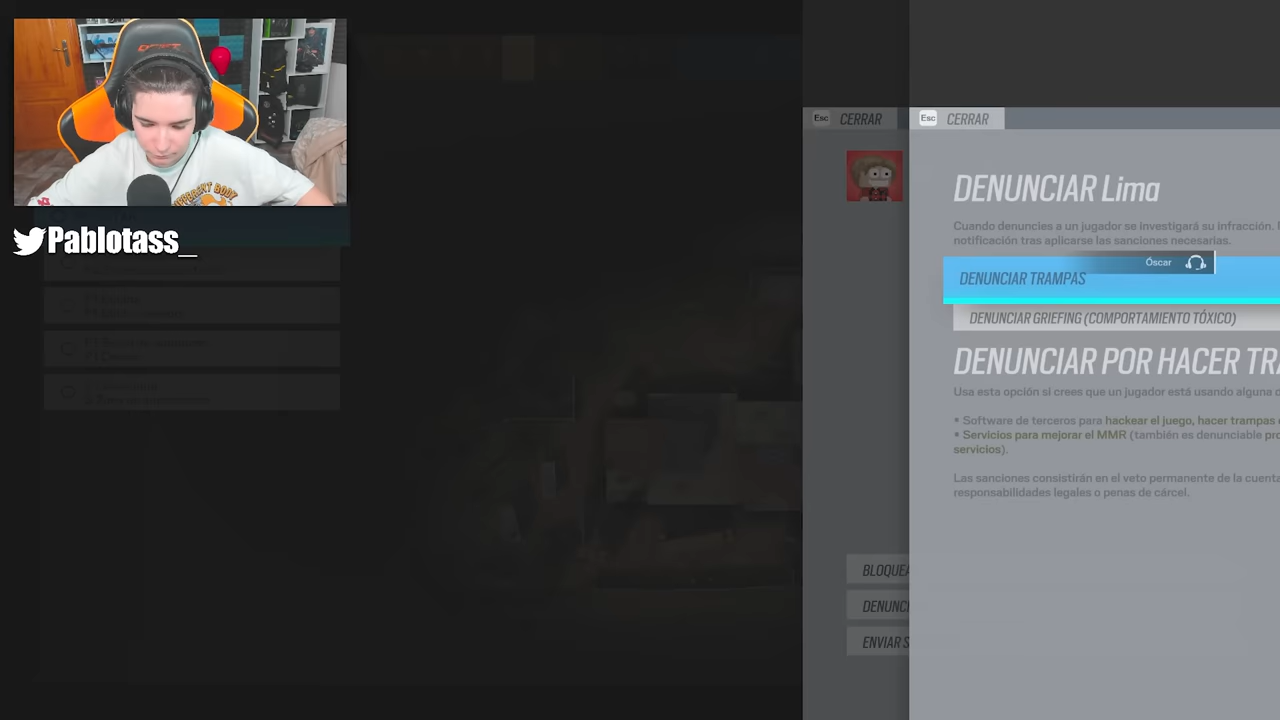 Pablotass_
Esc CERRAR
Esc CERRAR
DENUNCIAR Lima
Cuando denuncies a un jugador se investigará su infracción.
notificación tras aplicarse las sanciones necesarias.
Óscar
DENUNCIAR TRAMPAS
DENUNCIAR GRIEFING (COMPORTAMIENTO TÓXICO)
DENUNCIAR POR HACER TRA
Usa esta opción si crees que un jugador está usando alguna
• Software de terceros para hackear el juego, hacer trampas
• Servicios para mejorar el MMR (también es denunciable pro
servicios).
Las sanciones consistirán en el veto permanente de la cuenta
responsabilidades legales o penas de cárcel.
BLOQUEA
DENUNCI
ENVIAR S